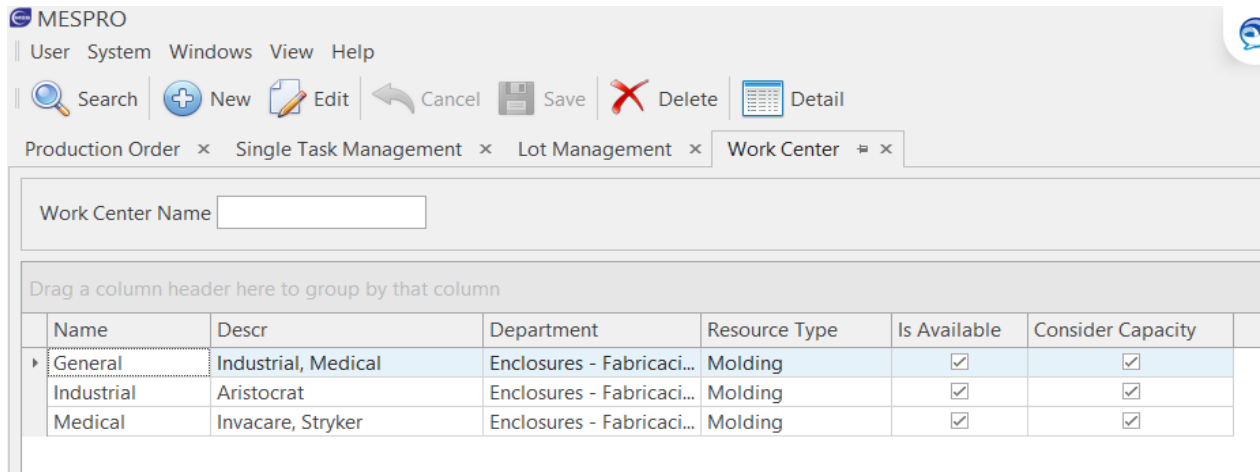 MESPRO
User System Windows View Help
Search New Edit Cancel Save Delete Detail
Production Order Single Task Management Lot Management Work Center
Work Center Name
Drag a column header here to group by that column
Name Descr Department Resource Type Is Available Consider Capacity
General Industrial, Medical Enclosures - Fabricaci... Molding
Industrial Aristocrat Enclosures - Fabricaci... Molding
Medical Invacare, Stryker Enclosures - Fabricaci... Molding